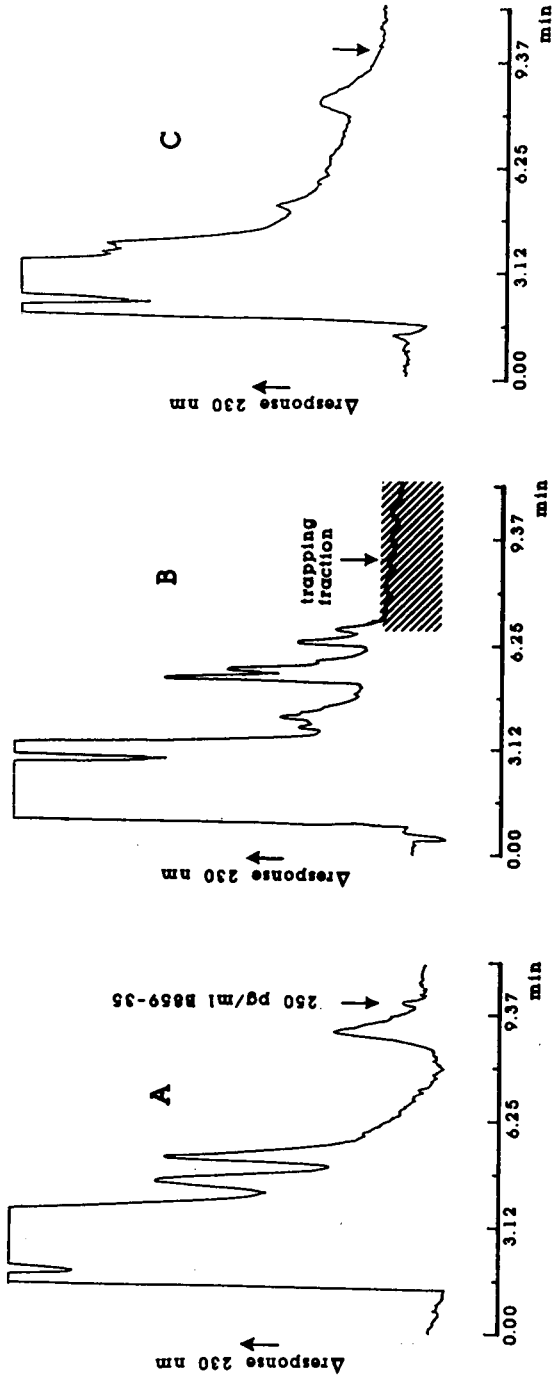 A
Δresponse 230 nm
250 pg/ml B859-35
0.00
3.12
6.25
9.37
min
B
Δresponse 230 nm
trapping
fraction
0.00
3.12
6.25
9.37
min
C
Δresponse 230 nm
0.00
3.12
6.25
9.37
min